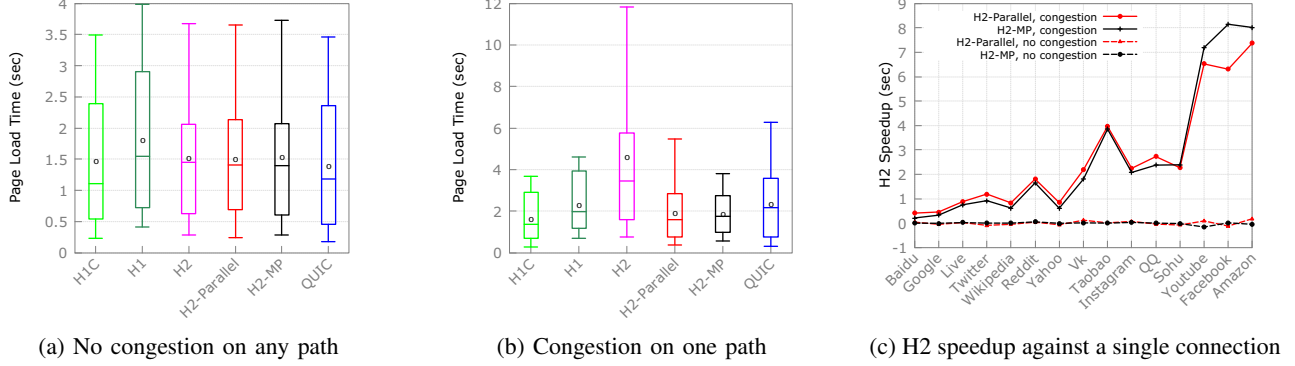 Page Load Time (sec)
4
3.5
3
2.5
2
1.5
1
0.5
0
H1C
H1
H2
H2-Parallel
H2-MP
QUIC
(a) No congestion on any path
Page Load Time (sec)
12
10
8
6
4
2
0
H1C
H1
H2
H2-Parallel
H2-MP
QUIC
(b) Congestion on one path
H2 Speedup (sec)
9
8
7
6
5
4
3
2
1
0
-1
H2-Parallel, congestion
H2-MP, congestion
H2-Parallel, no congestion
H2-MP, no congestion
Baidu
Google
Live
Twitter
Wikipedia
Reddit
Yahoo
Vk
Taobao
Instagram
QQ
Sohu
Youtube
Facebook
Amazon
(c) H2 speedup against a single connection